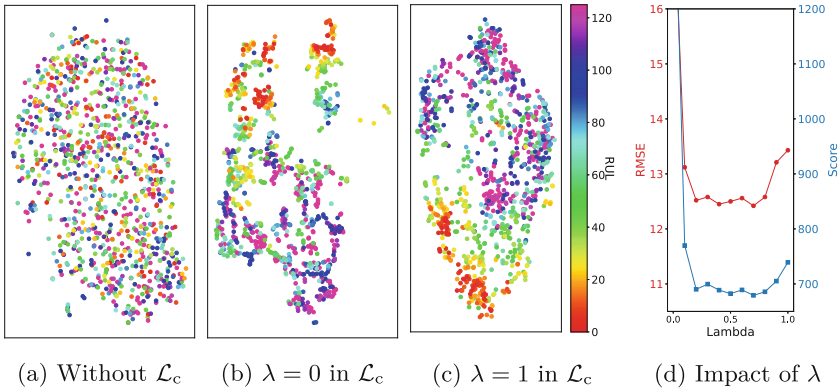 120
100
80
60
40
20
0
RUL
16
15
14
13
12
11
RMSE
1200
1100
1000
900
800
700
Score
0.0 0.5 1.0
Lambda
(a) Without ℒc
(b) λ = 0 in ℒc
(c) λ = 1 in ℒc
(d) Impact of λ